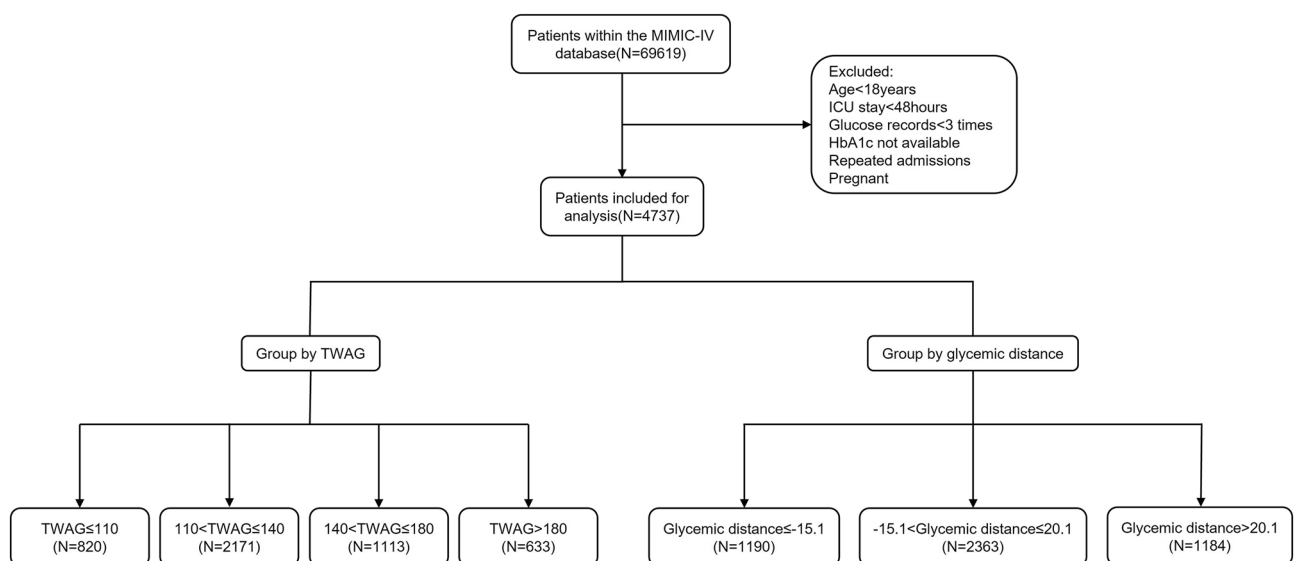 Patients within the MIMIC-IV
database(N=69619)
Excluded:
Age<18years
ICU stay<48hours
Glucose records<3 times
HbA1c not available
Repeated admissions
Pregnant
Patients included for
analysis(N=4737)
Group by TWAG
Group by glycemic distance
TWAG≤110
(N=820)
110<TWAG≤140
(N=2171)
140<TWAG≤180
(N=1113)
TWAG>180
(N=633)
Glycemic distance≤-15.1
(N=1190)
-15.1<Glycemic distance≤20.1
(N=2363)
Glycemic distance>20.1
(N=1184)